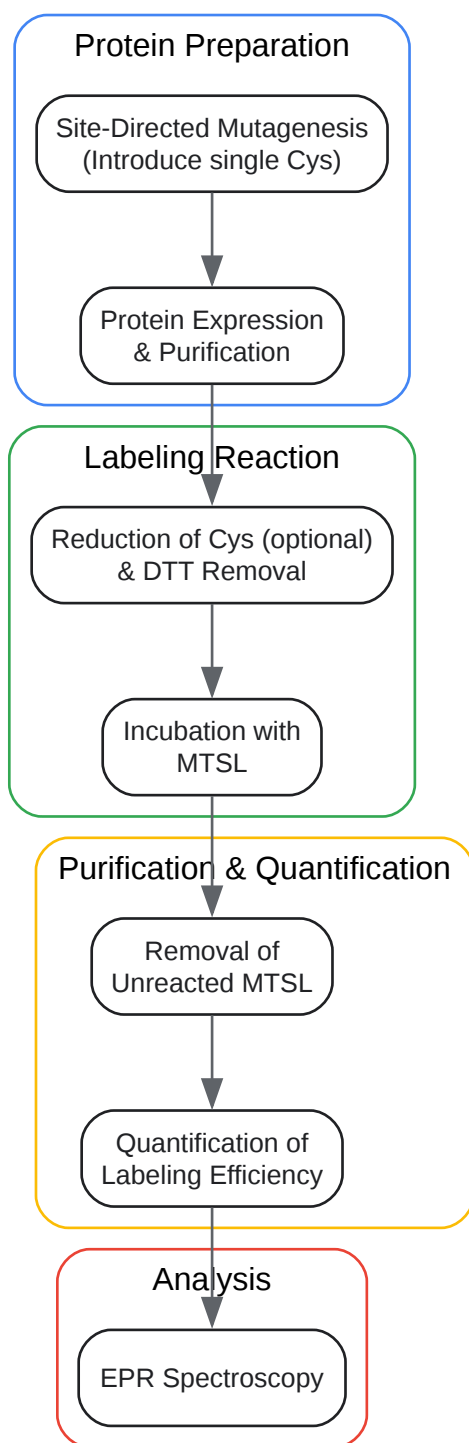 Protein Preparation
Site-Directed Mutagenesis
(Introduce single Cys)
Protein Expression
& Purification
Labeling Reaction
Reduction of Cys (optional)
& DTT Removal
Incubation with
MTSL
Purification & Quantification
Removal of
Unreacted MTSL
Quantification of
Labeling Efficiency
Analysis
EPR Spectroscopy